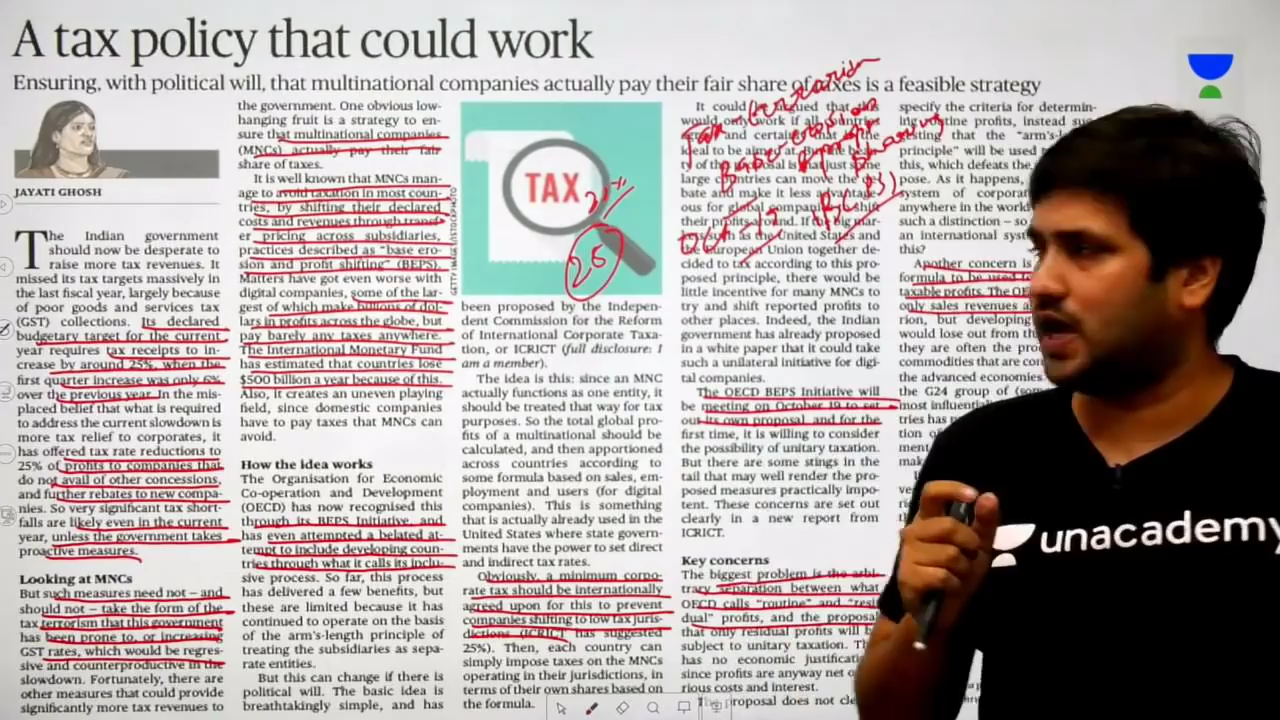 A tax policy that could work
Ensuring, with political will, that multinational companies actually pay their fair share of taxes is a feasible strategy
JAYATI GHOSH
The Indian government
should now be desperate to
raise more tax revenues. It
missed its tax targets massively in
the last fiscal year, largely because
of poor goods and services tax
(GST) collections. Its declared
budgetary target for the current
year requires tax receipts to in-
crease by around 25%, when the
first quarter increase was only 6%
over the previous year. In the mis-
placed belief that what is required
to address the current slowdown is
more tax relief to corporates, it
has offered tax rate reductions to
25% of profits to companies that
do not avail of other concessions,
and further rebates to new compa-
nies. So very significant tax short-
falls are likely even in the current
year, unless the government takes
proactive measures.
Looking at MNCs
But such measures need not – and
should not – take the form of the
tax terrorism that this government
has been prone to, or increasing
GST rates, which would be regres-
sive and counterproductive in the
slowdown. Fortunately, there are
other measures that could provide
significantly more tax revenues to
the government. One obvious low-
hanging fruit is a strategy to en-
sure that multinational companies
(MNCs) actually pay their fair
share of taxes.
It is well known that MNCs man-
age to avoid taxation in most coun-
tries, by shifting their declared
costs and revenues through transf-
er pricing across subsidiaries,
practices described as “base ero-
sion and profit shifting” (BEPS).
Matters have got even worse with
digital companies, some of the lar-
gest of which make billions of dol-
lars in profits across the globe, but
pay barely any taxes anywhere.
The International Monetary Fund
has estimated that countries lose
$500 billion a year because of this.
Also, it creates an uneven playing
field, since domestic companies
have to pay taxes that MNCs can
avoid.
How the idea works
The Organisation for Economic
Co-operation and Development
(OECD) has now recognised this
through its BEPS Initiative, and
has even attempted a belated at-
tempt to include developing coun-
tries through what it calls its inclu-
sive process. So far, this process
has delivered a few benefits, but
these are limited because it has
continued to operate on the basis
of the arm's-length principle of
treating the subsidiaries as sepa-
rate entities.
But this can change if there is
political will. The basic idea is
breathtakingly simple, and has
TAX
25
GETTY IMAGES/ISTOCKPHOTO
been proposed by the Indepen-
dent Commission for the Reform
of International Corporate Taxa-
tion, or ICRICT (full disclosure: I
am a member).
The idea is this: since an MNC
actually functions as one entity, it
should be treated that way for tax
purposes. So the total global pro-
fits of a multinational should be
calculated, and then apportioned
across countries according to
some formula based on sales, em-
ployment and users (for digital
companies). This is something
that is actually already used in the
United States where state govern-
ments have the power to set direct
and indirect tax rates.
Obviously, a minimum corpo-
rate tax should be internationally
agreed upon for this to prevent
companies shifting to low tax juris-
dictions (ICRICT has suggested
25%). Then, each country can
simply impose taxes on the MNCs
operating in their jurisdictions, in
terms of their own shares based on
the formula.
Tax
Base erosion
It could
would only work if all
and
ideal to be
ty of the proposal is that just some
large countries can move the
bate and make it less advantage-
ous for global companies shift
their profits around. If big mar-
as the United States and
European Union together de-
cided to tax according to this pro-
posed principle, there would be
little incentive for many MNCs to
try and shift reported profits to
other places. Indeed, the Indian
government has already proposed
in a white paper that it could take
such a unilateral initiative for digi-
tal companies.
The OECD BEPS Initiative will
be meeting on October 19 to set
out its own proposal, and for the
first time, it is willing to consider
the possibility of unitary taxation.
But there are some stings in the
tail that may well render the pro-
posed measures practically impo-
tent. These concerns are set out
clearly in a new report from
ICRICT.
Key concerns
The biggest problem is the arbi-
trary separation between what
OECD calls “routine” and “resi-
dual” profits, and the proposal
that only residual profits will
subject to unitary taxation.
has no economic justification
since profits are anyway net
rious costs and interest.
proposal does not
specify the criteria for determin-
ing routine profits, instead
that the “arm's-
principle” will be used
this, which defeats the
pose. As it happens,
system of
anywhere in the world
such a distinction – so
an international
this?
Another concern is
formula to be used
taxable profits. The
only sales revenues
rion, but developing
would lose out from
they are often the
commodities that are
the advanced economies.
the G24 group of
most
tries has
unacademy